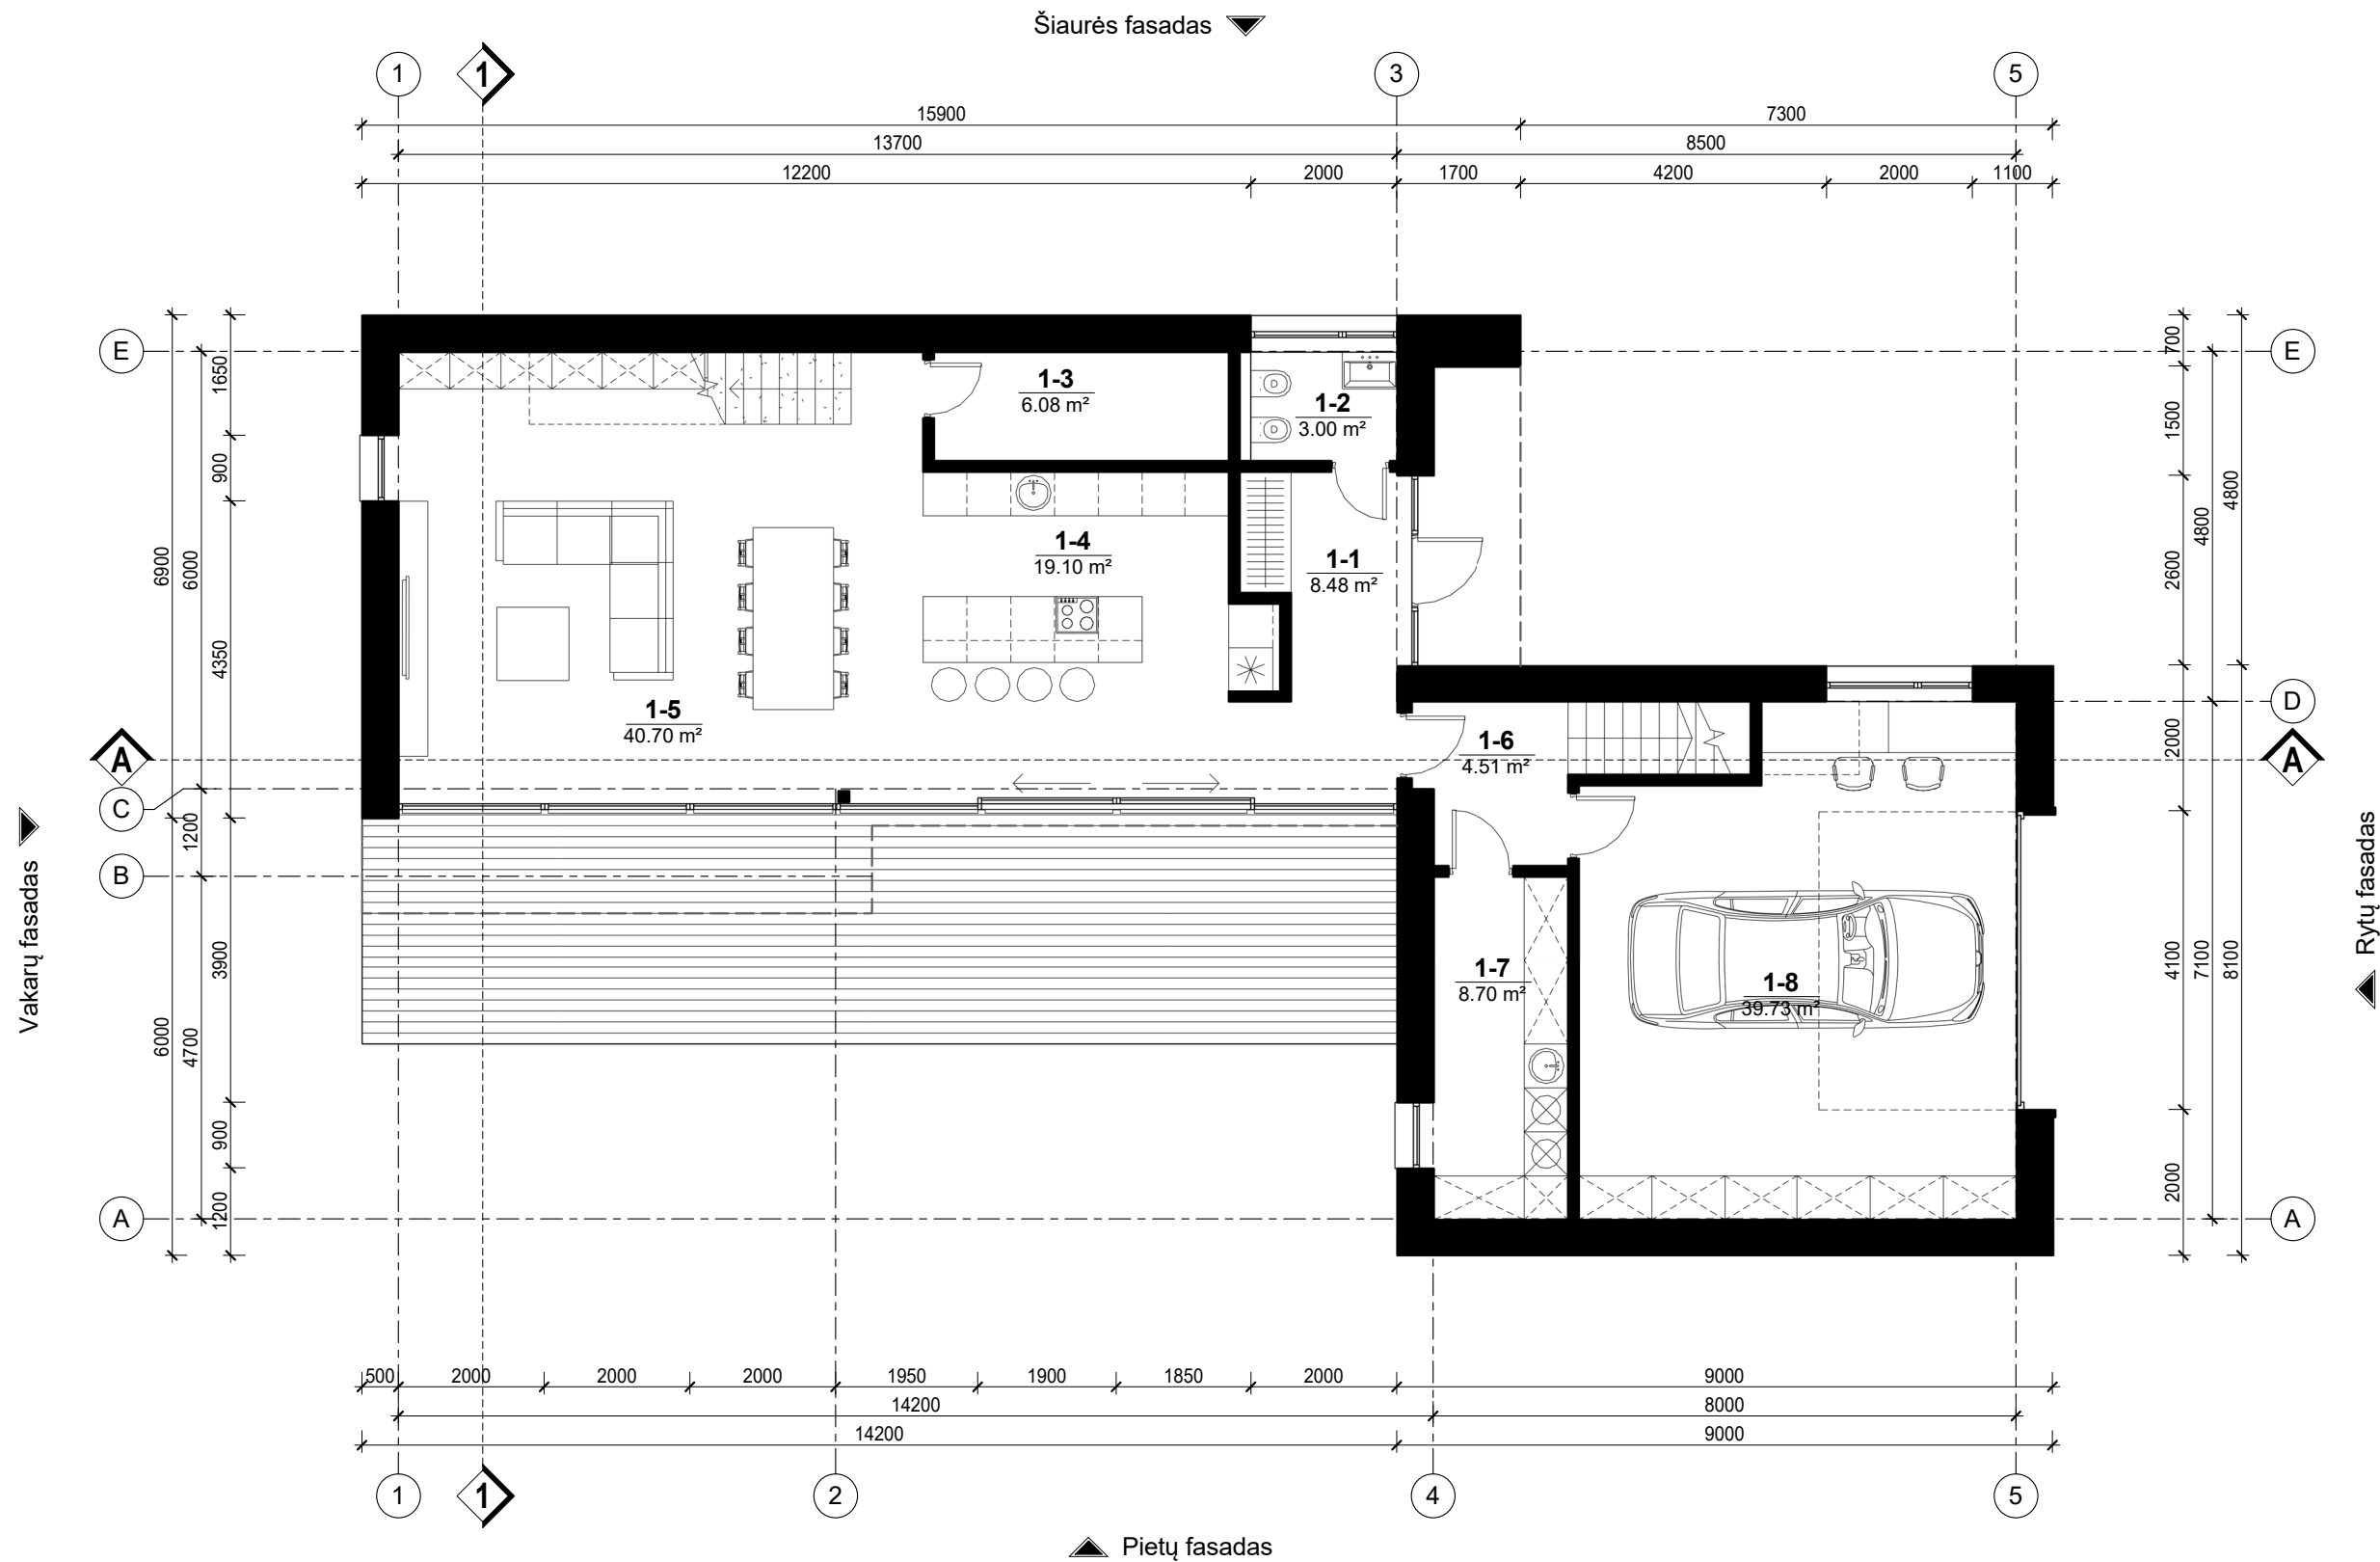 Šiaurės fasadas
1
1
3
5
15900
7300
13700
8500
12200
2000
1700
4200
2000
1100
E
E
1650
900
4350
6900
6000
1-3
6.08 m²
1-2
3.00 m²
1-4
19.10 m²
1-1
8.48 m²
700
1500
2600
4800
4800
1-5
40.70 m²
1-6
4.51 m²
D
A
A
C
B
A
A
Vakarų fasadas
Rytų fasadas
1200
3900
6000
4700
900
1200
2000
4100
7100
8100
2000
1-7
8.70 m²
1-8
39.73 m²
500
2000
2000
2000
1950
1900
1850
2000
9000
14200
8000
14200
9000
1
1
2
4
5
Pietų fasadas